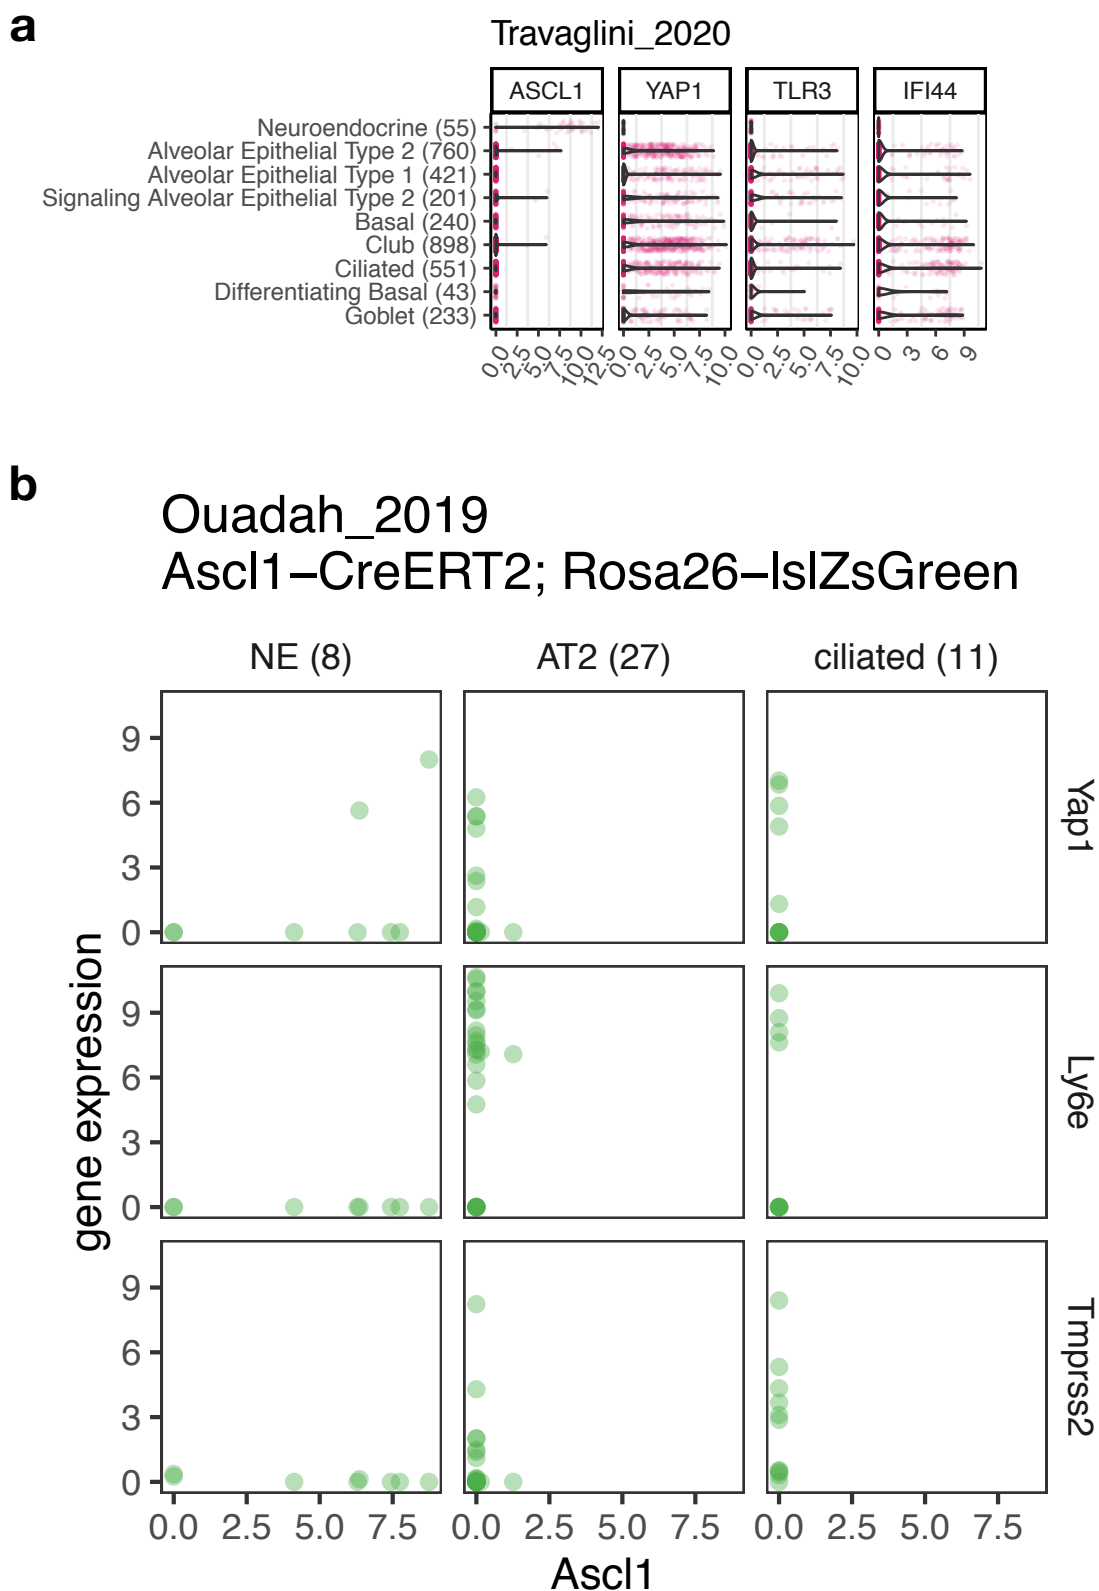 a
Travaglini_2020
ASCL1 YAP1 TLR3 IFI44
Neuroendocrine (55)
Alveolar Epithelial Type 2 (760)
Alveolar Epithelial Type 1 (421)
Signaling Alveolar Epithelial Type 2 (201)
Basal (240)
Club (898)
Ciliated (551)
Differentiating Basal (43)
Goblet (233)
0.0 2.5 5.0 7.5 10.0 12.5 0.0 2.5 5.0 7.5 10.0 0.0 2.5 5.0 7.5 10.0 0 3 6 9
b
Ouadah_2019
Ascl1−CreERT2; Rosa26−lslZsGreen
NE (8) AT2 (27) ciliated (11)
9
6
3
0
Yap1
9
6
3
0
Ly6e
gene expression
9
6
3
0
Tmprss2
0.0 2.5 5.0 7.5 0.0 2.5 5.0 7.5 0.0 2.5 5.0 7.5
Ascl1